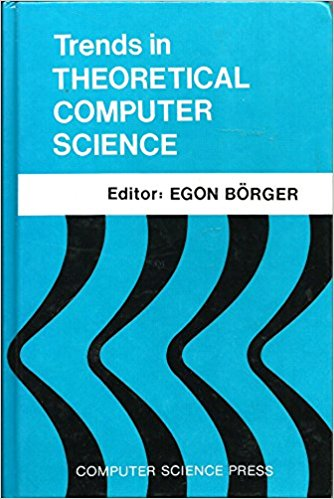 Trends in
THEORETICAL
COMPUTER
SCIENCE
Editor: EGON BÖRGER
COMPUTER SCIENCE PRESS